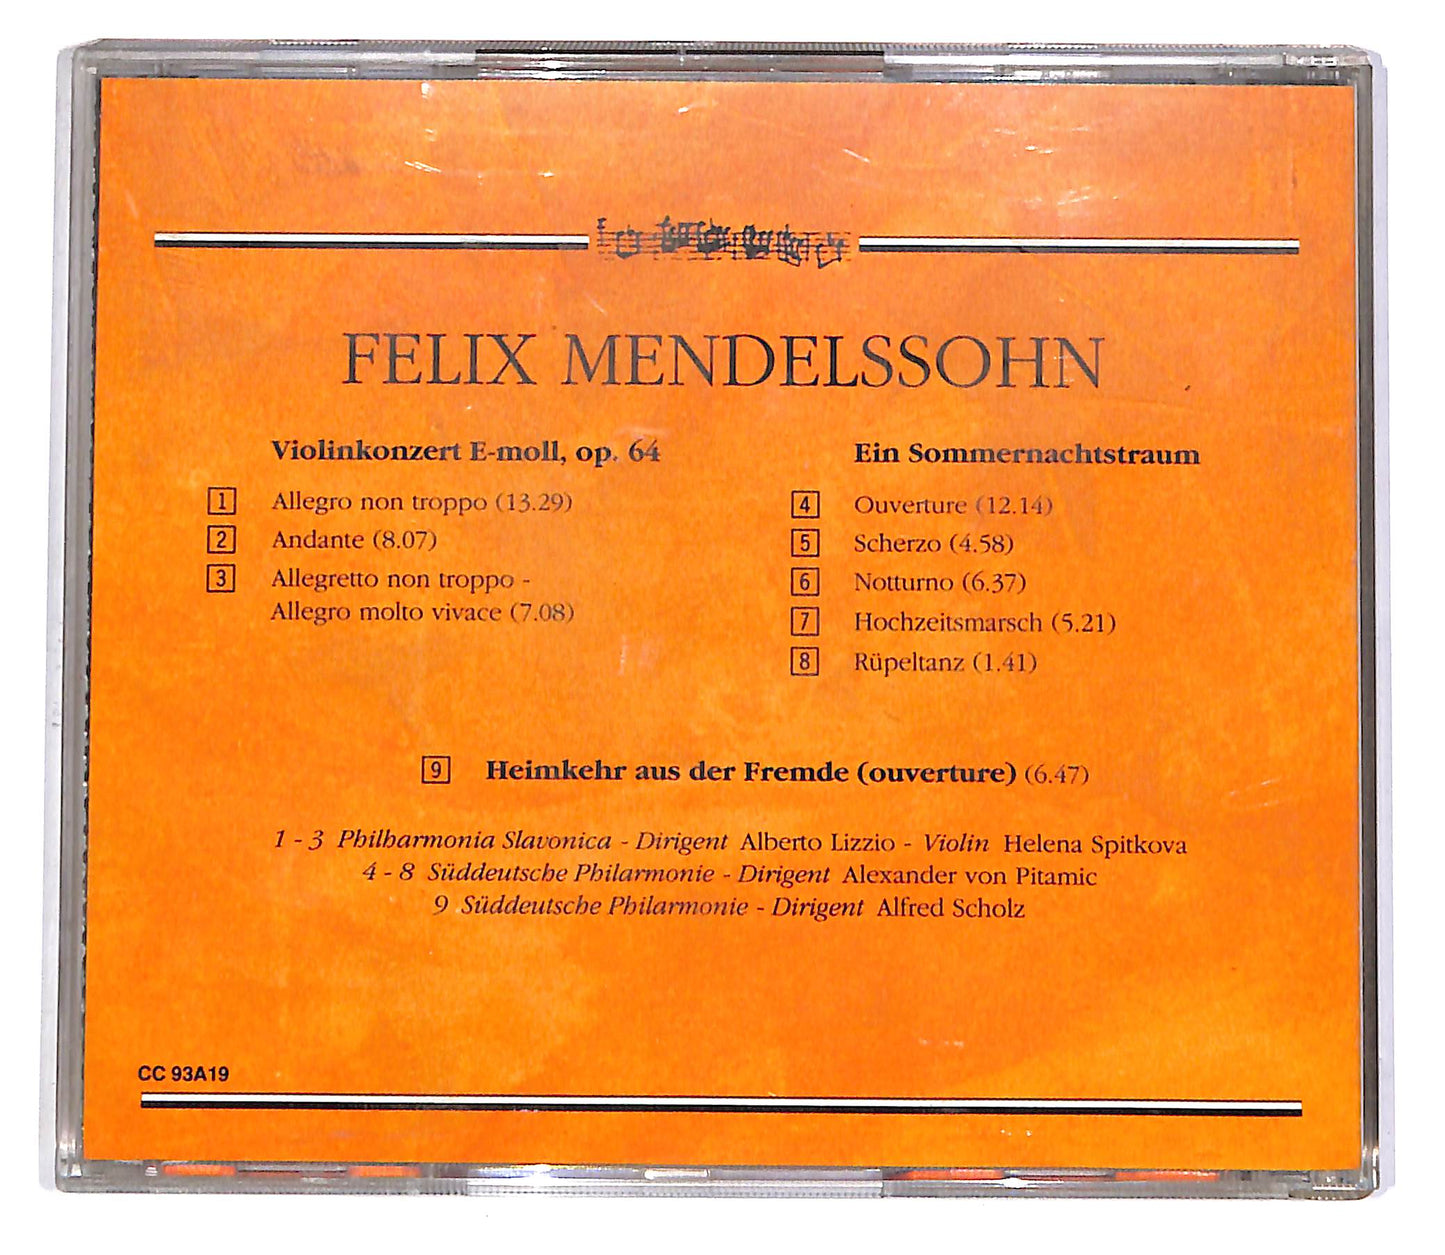 FELIX MENDELSSOHN
Violinkonzert E-moll, op. 64
1 Allegro non troppo (13.29)
2 Andante (8.07)
3 Allegretto non troppo -
Allegro molto vivace (7.08)
Ein Sommernachtstraum
4 Ouverture (12.14)
5 Scherzo (4.58)
6 Notturno (6.37)
7 Hochzeitsmarsch (5.21)
8 Rüpeltanz (1.41)
9 Heimkehr aus der Fremde (ouverture) (6.47)
1 - 3 Philharmonia Slavonica - Dirigent Alberto Lizzio - Violin Helena Spitkova
4 - 8 Süddeutsche Philarmonie - Dirigent Alexander von Pitamic
9 Süddeutsche Philarmonie - Dirigent Alfred Scholz
CC 93A19